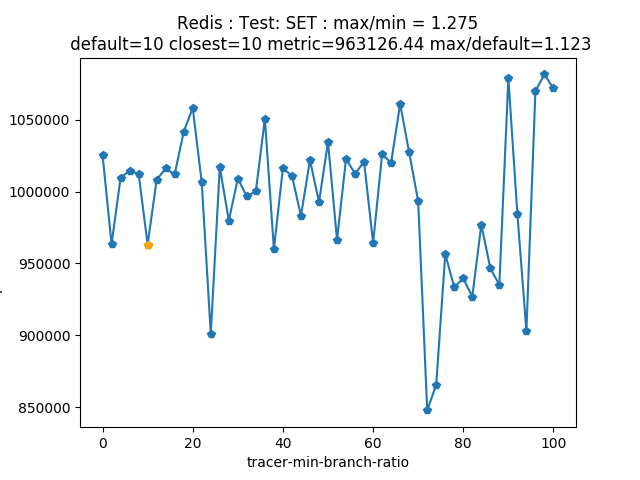 Redis : Test: SET : max/min = 1.275
default=10 closest=10 metric=963126.44 max/default=1.123
1050000
1000000
950000
900000
850000
0 20 40 60 80 100
tracer-min-branch-ratio